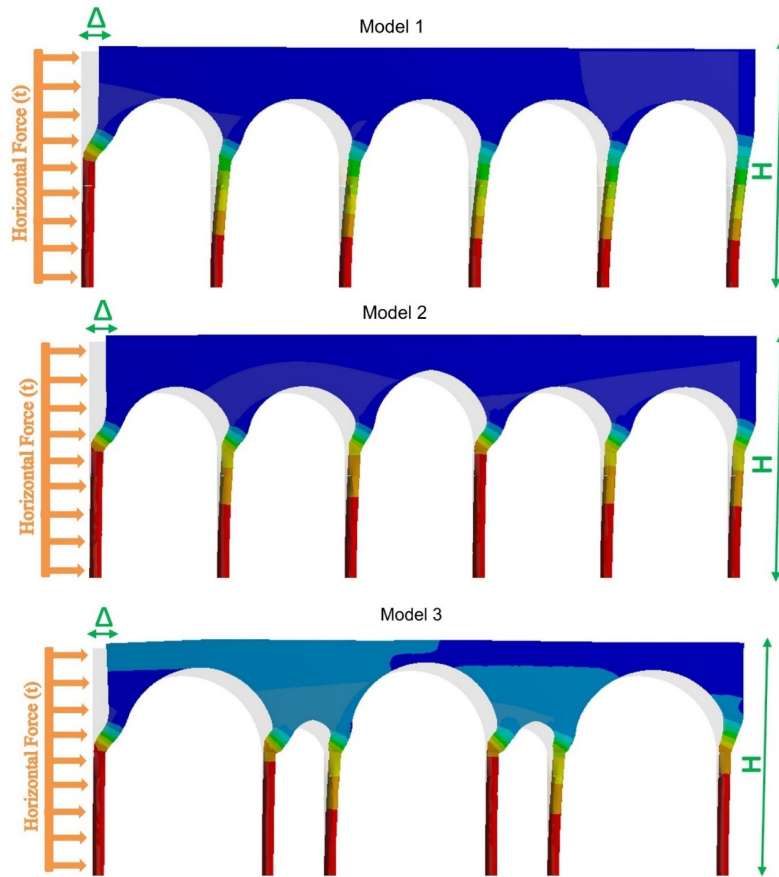 Δ
Model 1
Horizontal Force (t)
H
Δ
Model 2
Horizontal Force (t)
H
Δ
Model 3
Horizontal Force (t)
H